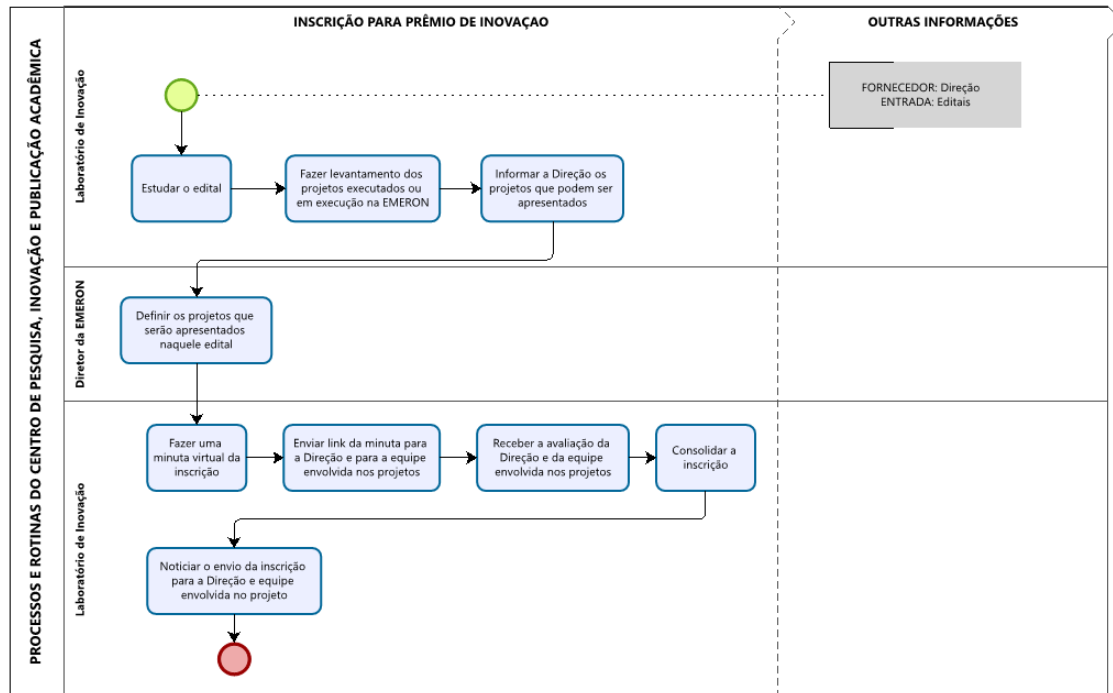 PROCESSOS E ROTINAS DO CENTRO DE PESQUISA, INOVAÇÃO E PUBLICAÇÃO ACADÊMICA
INSCRIÇÃO PARA PRÊMIO DE INOVAÇAO
OUTRAS INFORMAÇÕES
Laboratório de Inovação
FORNECEDOR: Direção
ENTRADA: Editais
Estudar o edital
Fazer levantamento dos
projetos executados ou
em execução na EMERON
Informar a Direção os
projetos que podem ser
apresentados
Diretor da EMERON
Definir os projetos que
serão apresentados
naquele edital
Laboratório de Inovação
Fazer uma
minuta virtual da
inscrição
Enviar link da minuta para
a Direção e para a equipe
envolvida nos projetos
Receber a avaliação da
Direção e da equipe
envolvida nos projetos
Consolidar a
inscrição
Noticiar o envio da inscrição
para a Direção e equipe
envolvida no projeto